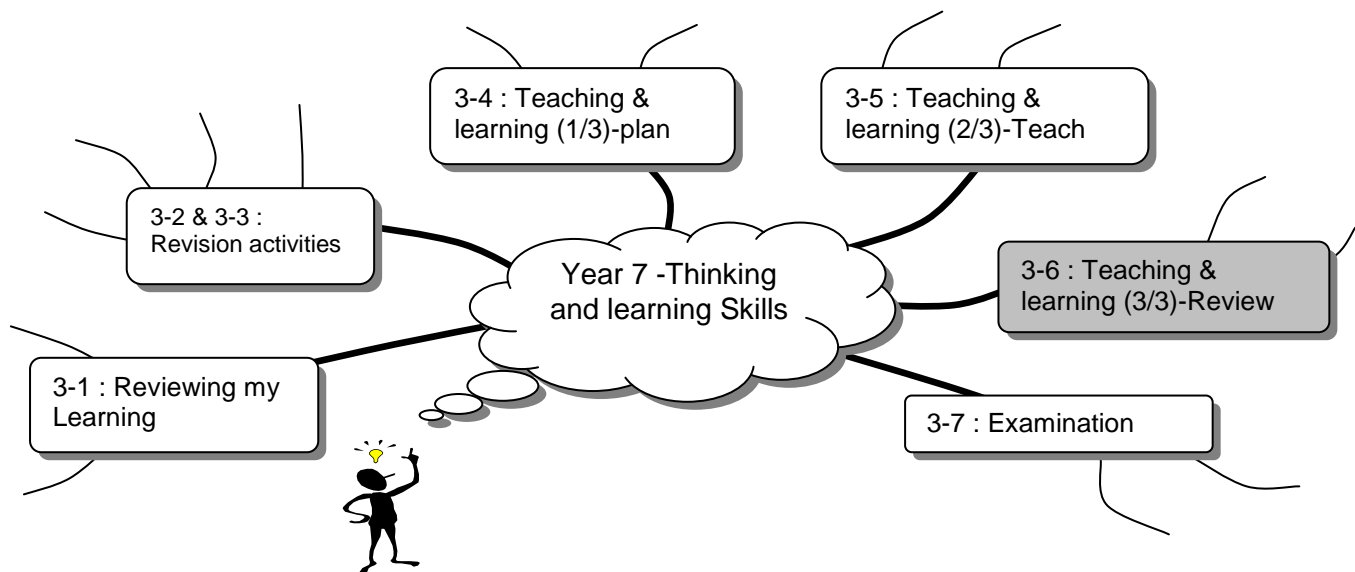 3-4 : Teaching &
learning (1/3)-plan
3-5 : Teaching &
learning (2/3)-Teach
3-2 & 3-3 :
Revision activities
Year 7 -Thinking
and learning Skills
3-6 : Teaching &
learning (3/3)-Review
3-1 : Reviewing my
Learning
3-7 : Examination